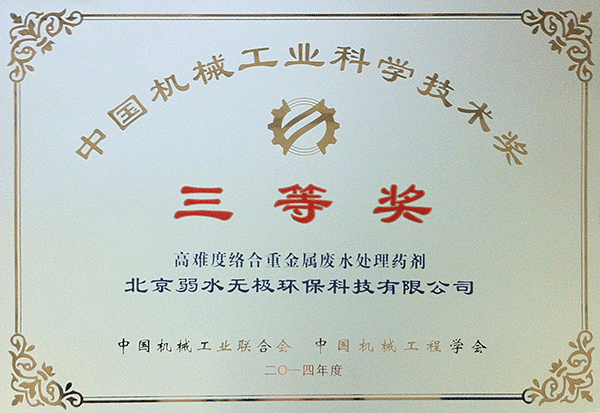 中国机械工业科学技术奖
三等奖
高难度络合重金属废水处理药剂
北京弱水无极环保科技有限公司
中国机械工业联合会 中国机械工程学会
二〇一四年度